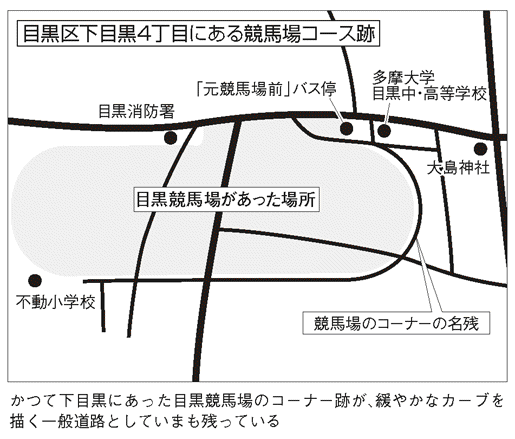 目黒区下目黒4丁目にある競馬場コース跡
「元競馬場前」バス停
多摩大学
目黒中・高等学校
目黒消防署
大島神社
目黒競馬場があった場所
不動小学校
競馬場のコーナーの名残
かつて下目黒にあった目黒競馬場のコーナー跡が、緩やかなカーブを
描く一般道路としていまも残っている